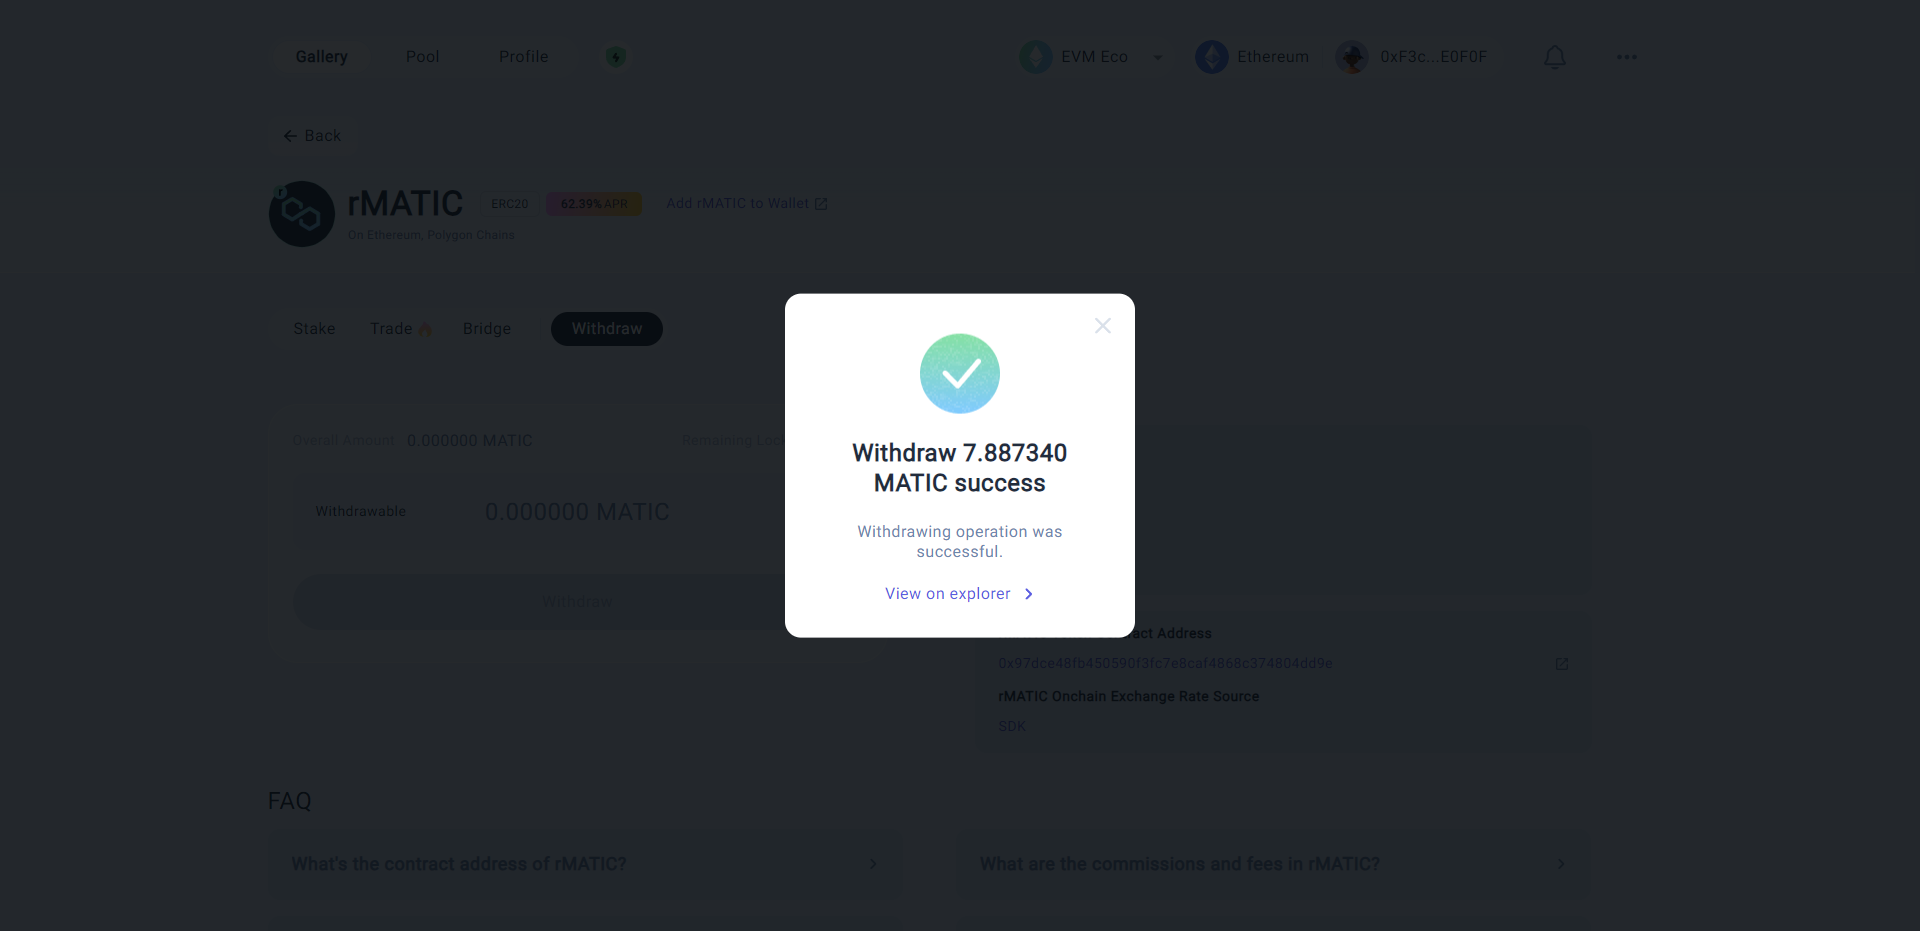 Gallery Pool Profile EVM Eco Ethereum 0xF3c...E0F0F
Back
r
rMATIC ERC20 62.39% APR Add rMATIC to Wallet
On Ethereum, Polygon Chains
Stake Trade Bridge Withdraw
Overall Amount 0.000000 MATIC Remaining Lock
Withdrawable 0.000000 MATIC
Withdraw
Withdraw 7.887340
MATIC success
Withdrawing operation was
successful.
View on explorer
Address
0x97dce48fb450590f3fc7e8caf4868c374804dd9e
rMATIC Onchain Exchange Rate Source
SDK
FAQ
What's the contract address of rMATIC?
What are the commissions and fees in rMATIC?